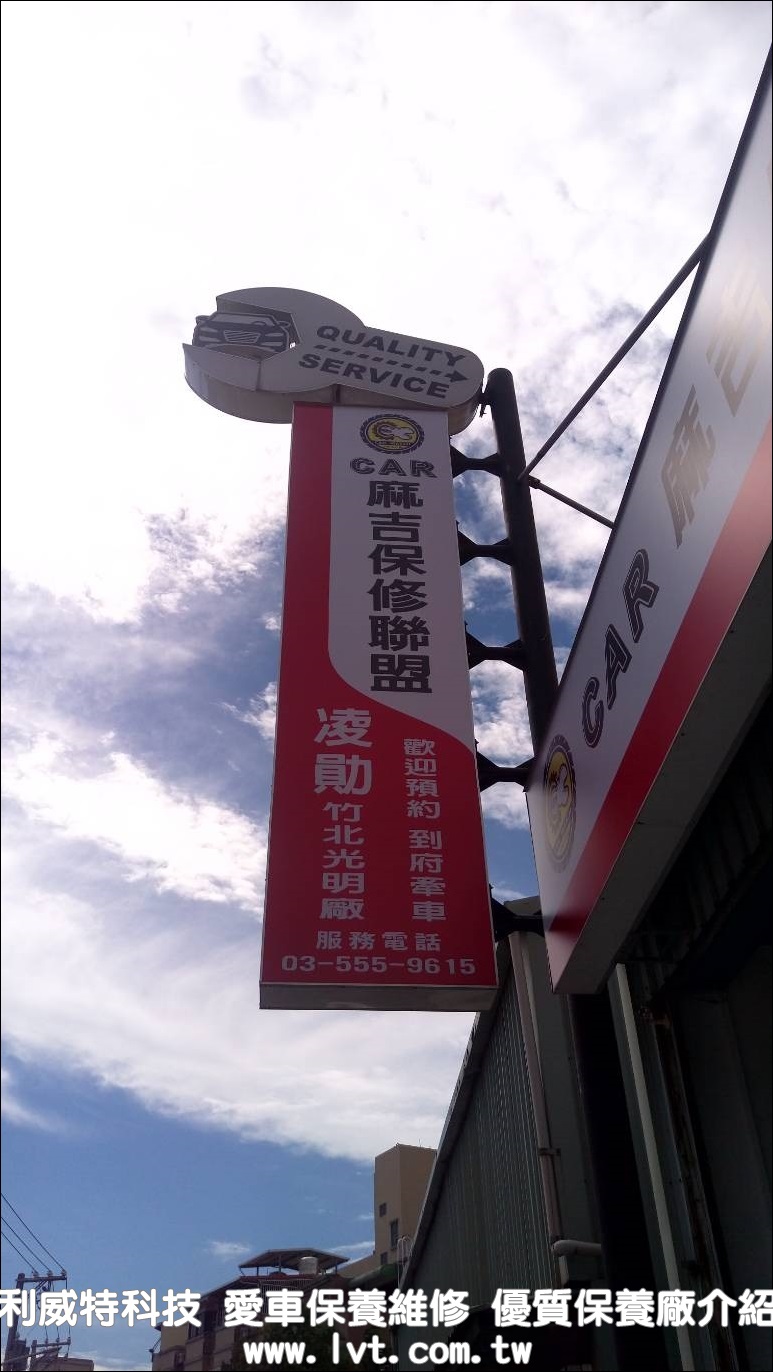 QUALITY
SERVICE
CAR
麻吉保修聯盟
歡迎預約 到府牽車
凌勛
竹北光明廠
服務電話
03-555-9615
CAR 麻吉
利威特科技 愛車保養維修 優質保養廠介紹
www.lvt.com.tw